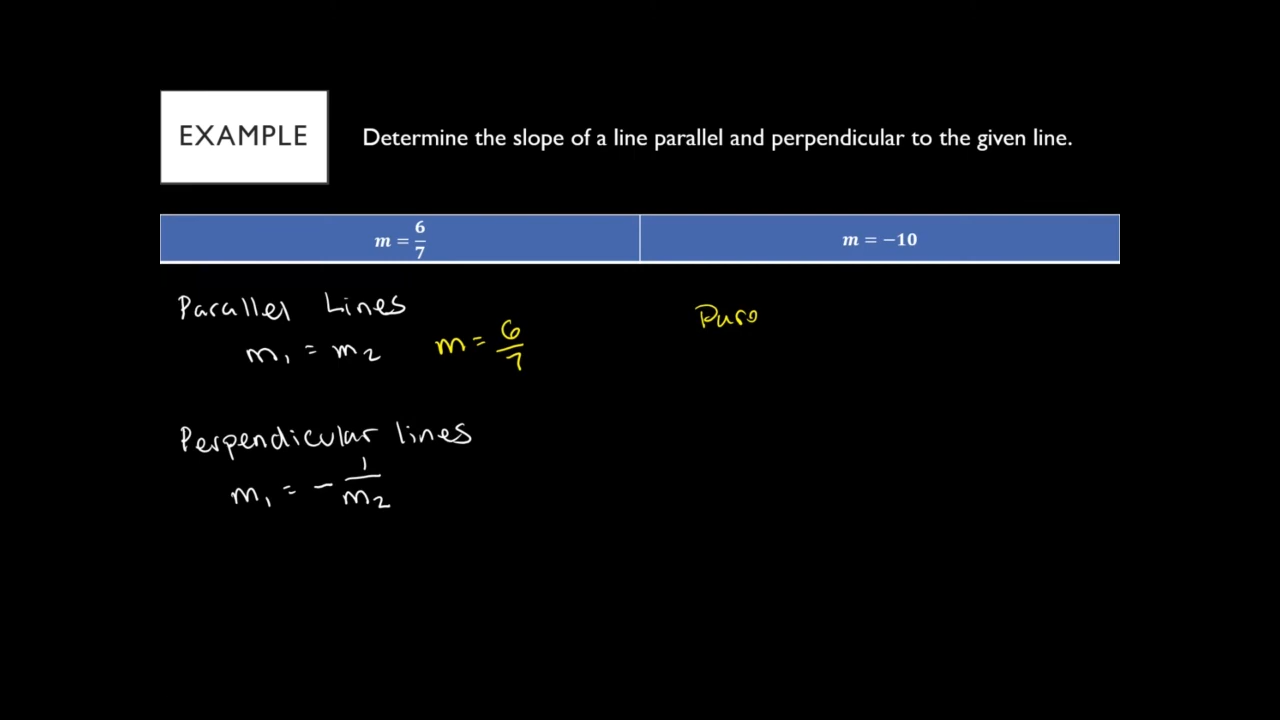 EXAMPLE
Determine the slope of a line parallel and perpendicular to the given line.
m = 6/7
m = −10
Parallel Lines
m₁ = m₂ m = 6/7
Perpendicular lines
m₁ = - 1/m₂